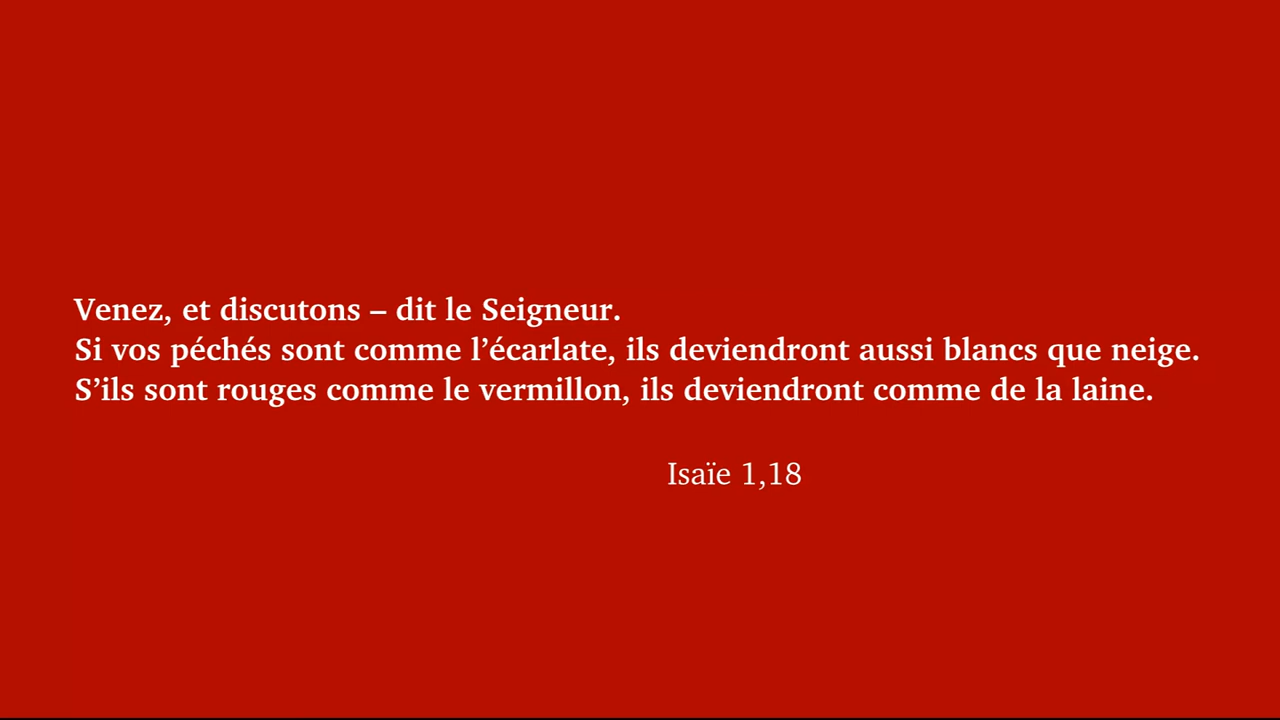 Venez, et discutons – dit le Seigneur.
Si vos péchés sont comme l’écarlate, ils deviendront aussi blancs que neige.
S’ils sont rouges comme le vermillon, ils deviendront comme de la laine.
Isaïe 1,18